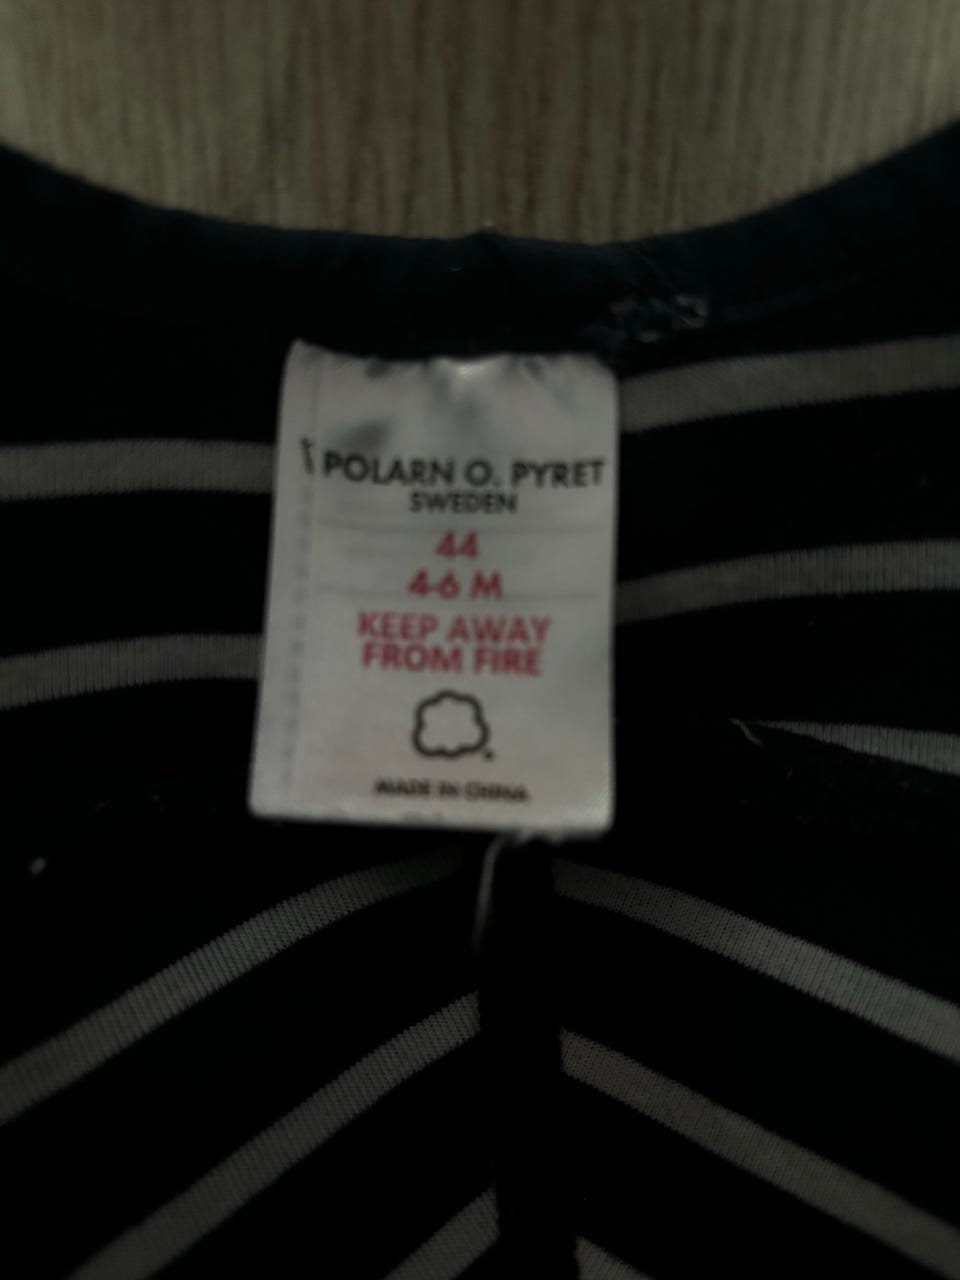 POLARN O. PYRET
SWEDEN
44
4-6 M
KEEP AWAY
FROM FIRE
MADE IN CHINA